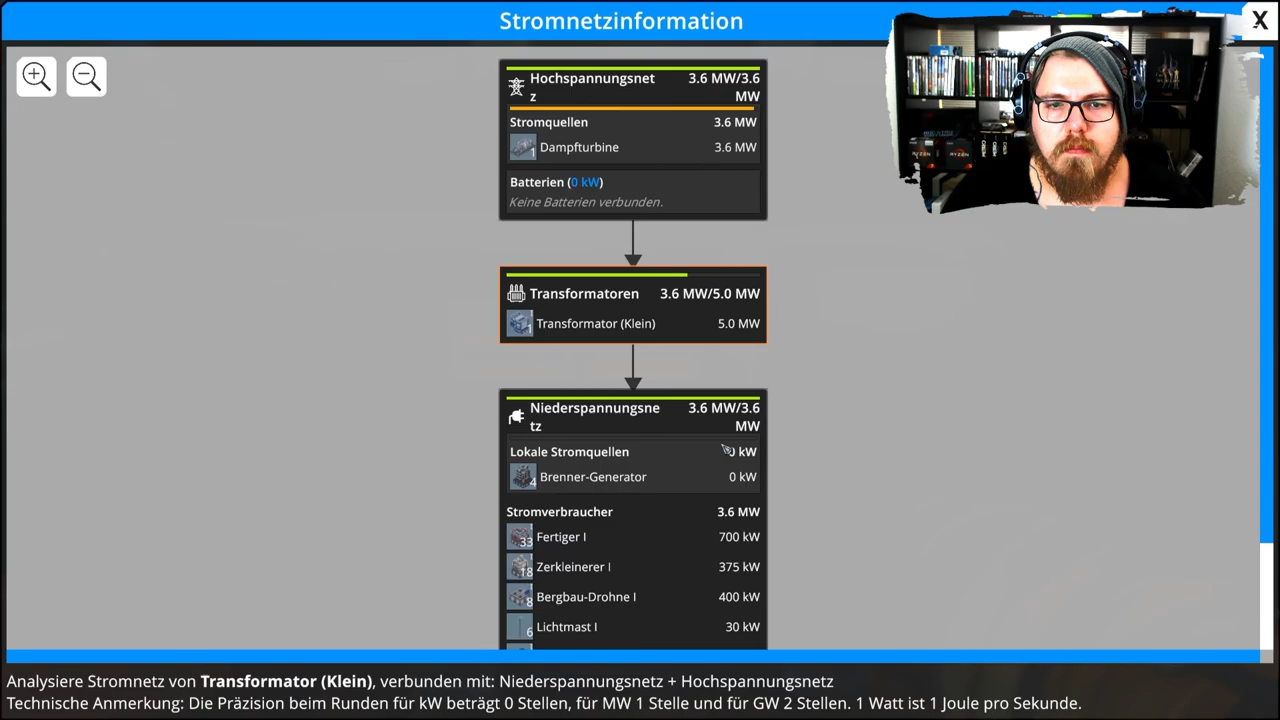 Stromnetzinformation
X
Hochspannungsnet
z
3.6 MW/3.6
MW
Stromquellen 3.6 MW
1 Dampfturbine 3.6 MW
Batterien (0 kW)
Keine Batterien verbunden.
Transformatoren 3.6 MW/5.0 MW
1 Transformator (Klein) 5.0 MW
Niederspannungsne
tz
3.6 MW/3.6
MW
Lokale Stromquellen 0 kW
4 Brenner-Generator 0 kW
Stromverbraucher 3.6 MW
33 Fertiger I 700 kW
18 Zerkleinerer I 375 kW
8 Bergbau-Drohne I 400 kW
6 Lichtmast I 30 kW
Analysiere Stromnetz von Transformator (Klein), verbunden mit: Niederspannungsnetz + Hochspannungsnetz
Technische Anmerkung: Die Präzision beim Runden für kW beträgt 0 Stellen, für MW 1 Stelle und für GW 2 Stellen. 1 Watt ist 1 Joule pro Sekunde.